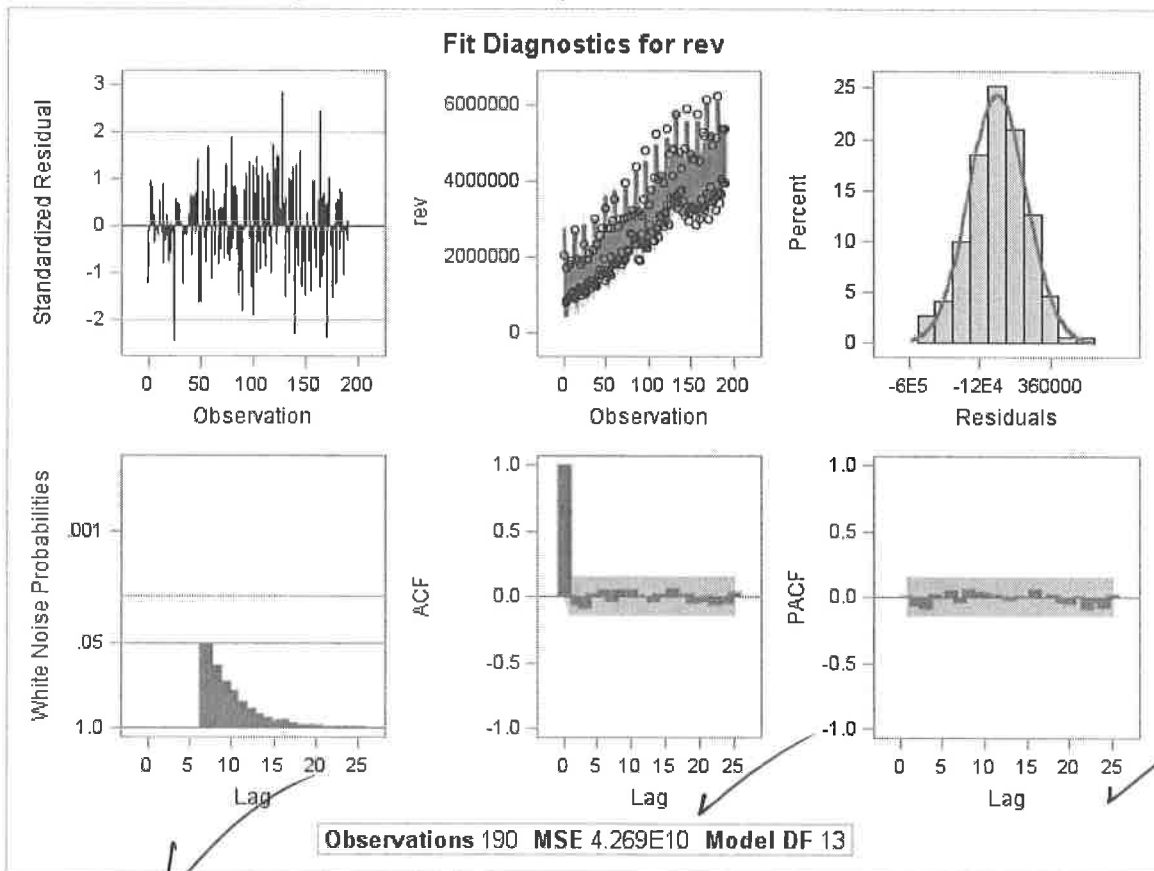 Fit Diagnostics for rev
Standardized Residual
3
2
1
0
-1
-2
0 50 100 150 200
Observation
rev
6000000
4000000
2000000
0
0 50 100 150 200
Observation
Percent
25
20
15
10
5
0
-6E5 -12E4 360000
Residuals
White Noise Probabilities
.001
.05
1.0
0 5 10 15 20 25
Lag
ACF
1.0
0.5
0.0
-0.5
-1.0
0 5 10 15 20 25
Lag
PACF
1.0
0.5
0.0
-0.5
-1.0
0 5 10 15 20 25
Lag
Observations 190 MSE 4.269E10 Model DF 13